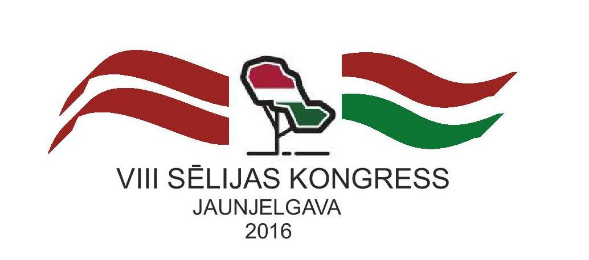 VIII SĒLIJAS KONGRESS
JAUNJELGAVA
2016